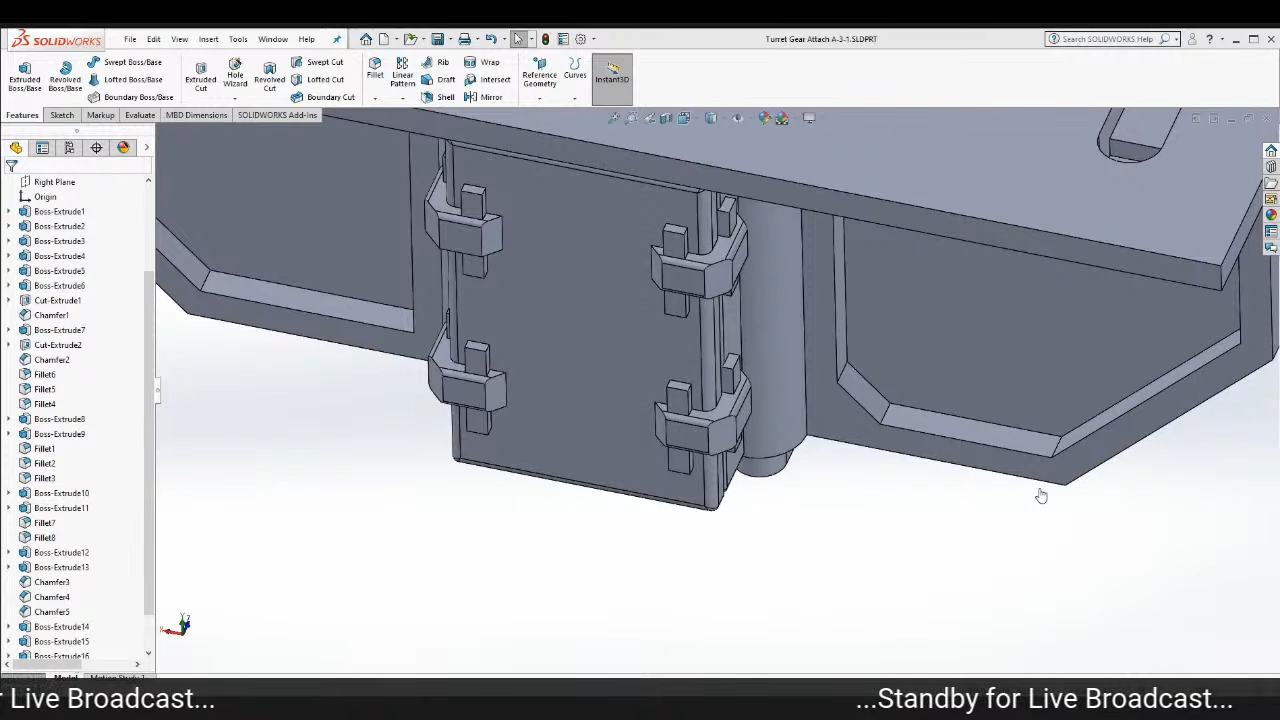 SOLIDWORKS File Edit View Insert Tools Window Help Turret Gear Attach A-3-1.SLDPRT Search SOLIDWORKS Help
Extruded Boss/Base
Revolved Boss/Base
Swept Boss/Base
Lofted Boss/Base
Boundary Boss/Base
Extruded Cut
Hole Wizard
Revolved Cut
Swept Cut
Lofted Cut
Boundary Cut
Fillet
Linear Pattern
Rib
Draft
Shell
Wrap
Intersect
Mirror
Reference Geometry
Curves
Instant3D
Features Sketch Markup Evaluate MBD Dimensions SOLIDWORKS Add-Ins
Right Plane
Origin
Boss-Extrude1
Boss-Extrude2
Boss-Extrude3
Boss-Extrude4
Boss-Extrude5
Boss-Extrude6
Cut-Extrude1
Chamfer1
Boss-Extrude7
Cut-Extrude2
Chamfer2
Fillet6
Fillet5
Fillet4
Boss-Extrude8
Boss-Extrude9
Fillet1
Fillet2
Fillet3
Boss-Extrude10
Boss-Extrude11
Fillet7
Fillet8
Boss-Extrude12
Boss-Extrude13
Chamfer3
Chamfer4
Chamfer5
Boss-Extrude14
Boss-Extrude15
Boss-Extrude16
Model Motion Study 1
r Live Broadcast... ...Standby for Live Broadcast...